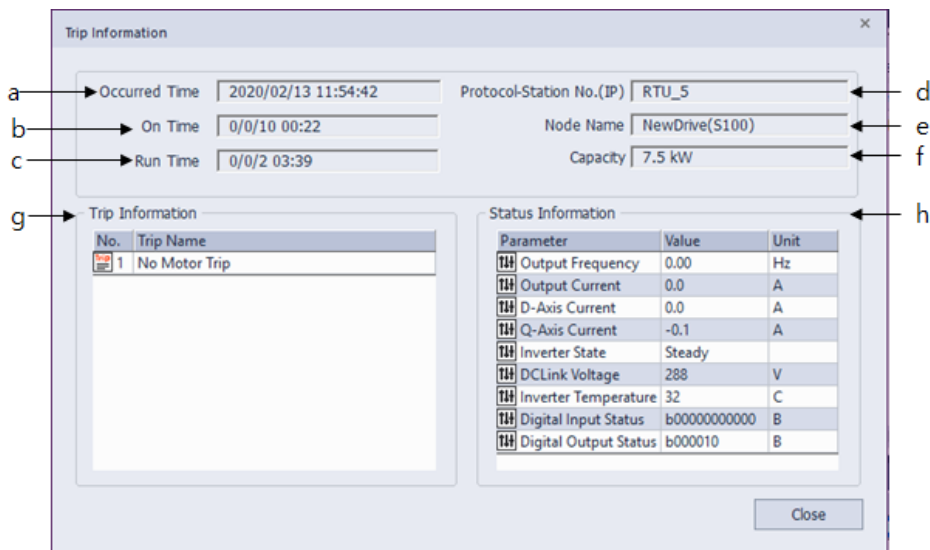 Trip Information
a Occurred Time 2020/02/13 11:54:42 Protocol-Station No.(IP) RTU_5 d
b On Time 0/0/10 00:22 Node Name NewDrive(S100) e
c Run Time 0/0/2 03:39 Capacity 7.5 kW f
g Trip Information
No. Trip Name
Trip 1 No Motor Trip
Status Information h
Parameter Value Unit
Output Frequency 0.00 Hz
Output Current 0.0 A
D-Axis Current 0.0 A
Q-Axis Current -0.1 A
Inverter State Steady
DCLink Voltage 288 V
Inverter Temperature 32 C
Digital Input Status b00000000000 B
Digital Output Status b000010 B
Close